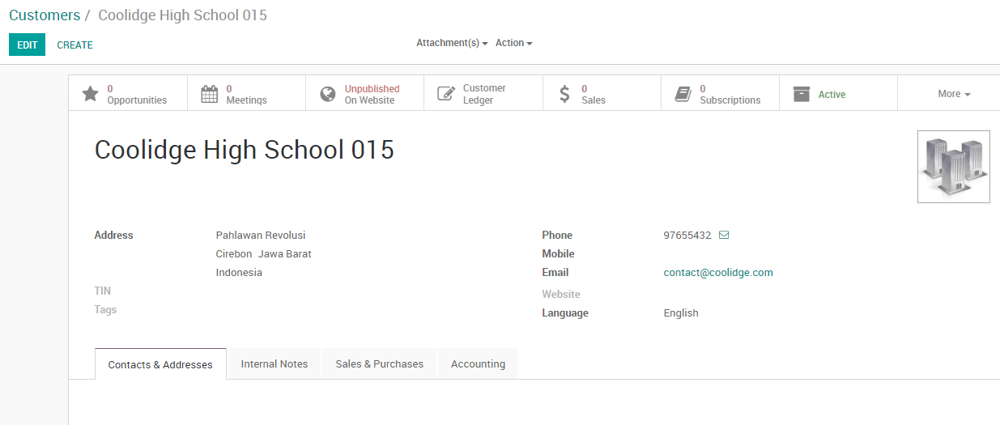 Customers / Coolidge High School 015
EDIT CREATE Attachment(s) Action
0 Opportunities
0 Meetings
Unpublished On Website
Customer Ledger
0 Sales
0 Subscriptions
Active
More
Coolidge High School 015
Address Pahlawan Revolusi
Cirebon Jawa Barat
Indonesia
TIN
Tags
Phone 97655432
Mobile
Email contact@coolidge.com
Website
Language English
Contacts & Addresses Internal Notes Sales & Purchases Accounting